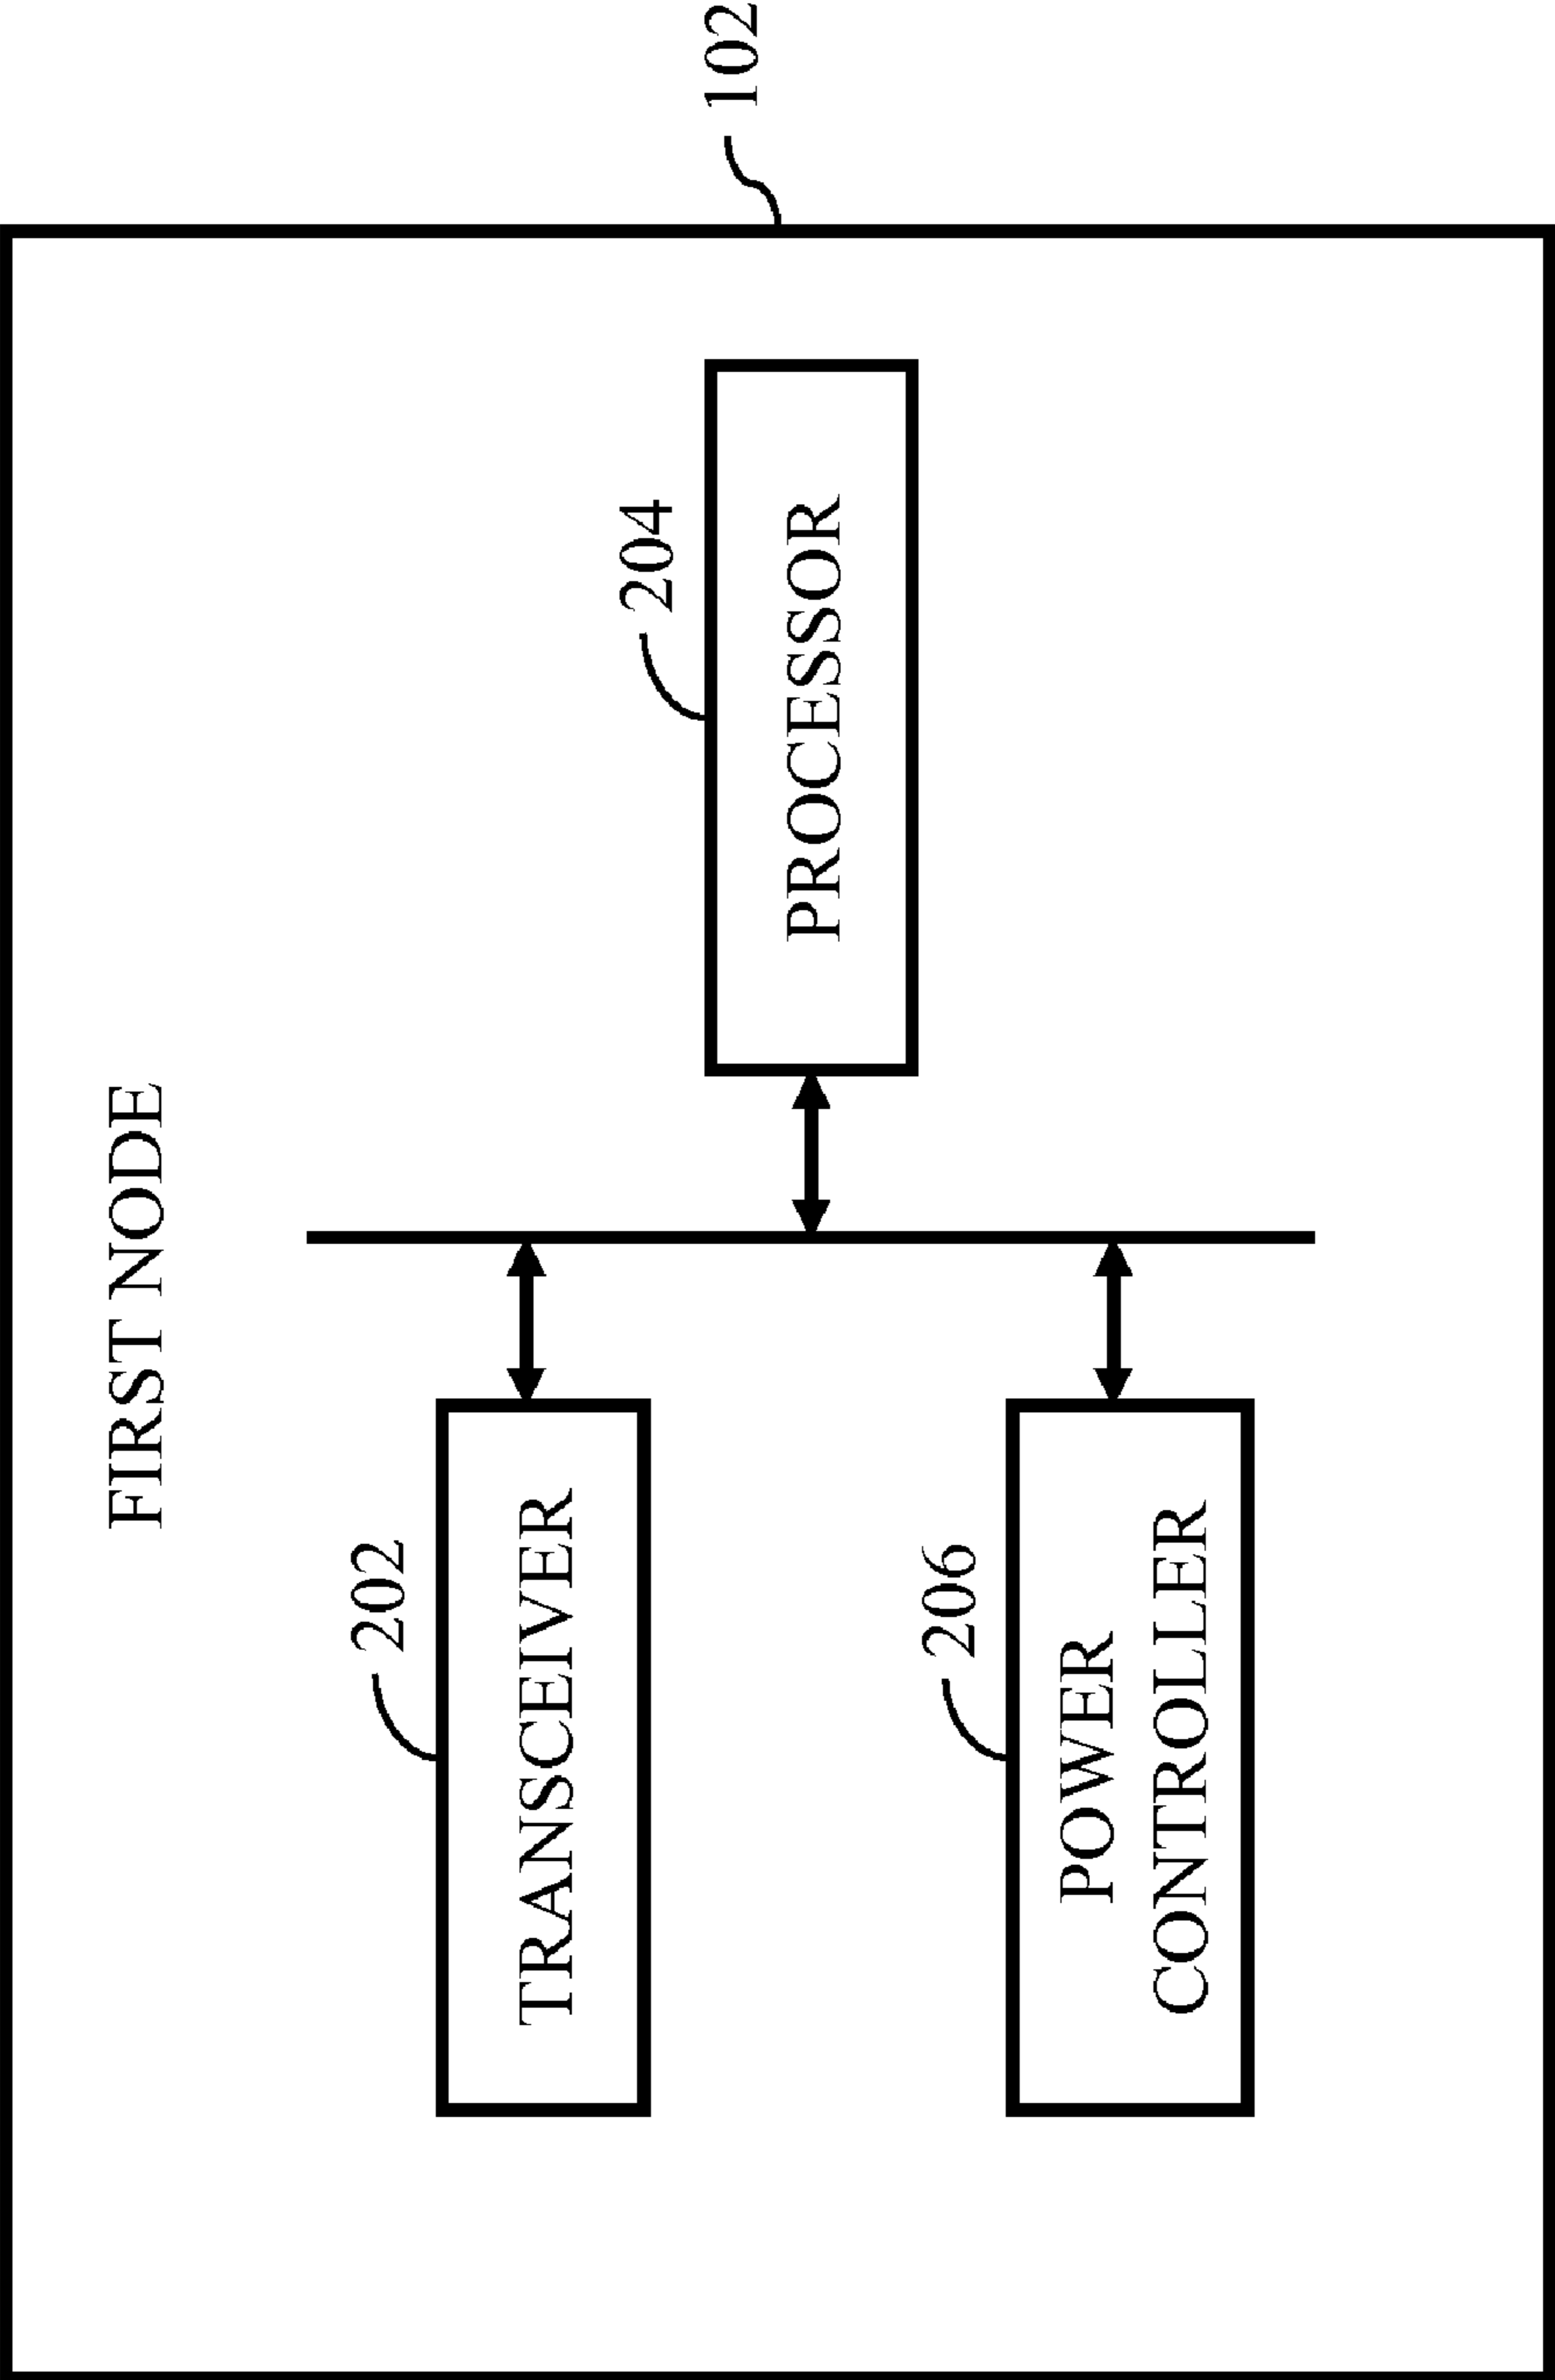 FIRST NODE
102
202
TRANSCEIVER
204
PROCESSOR
206
POWER
CONTROLLER